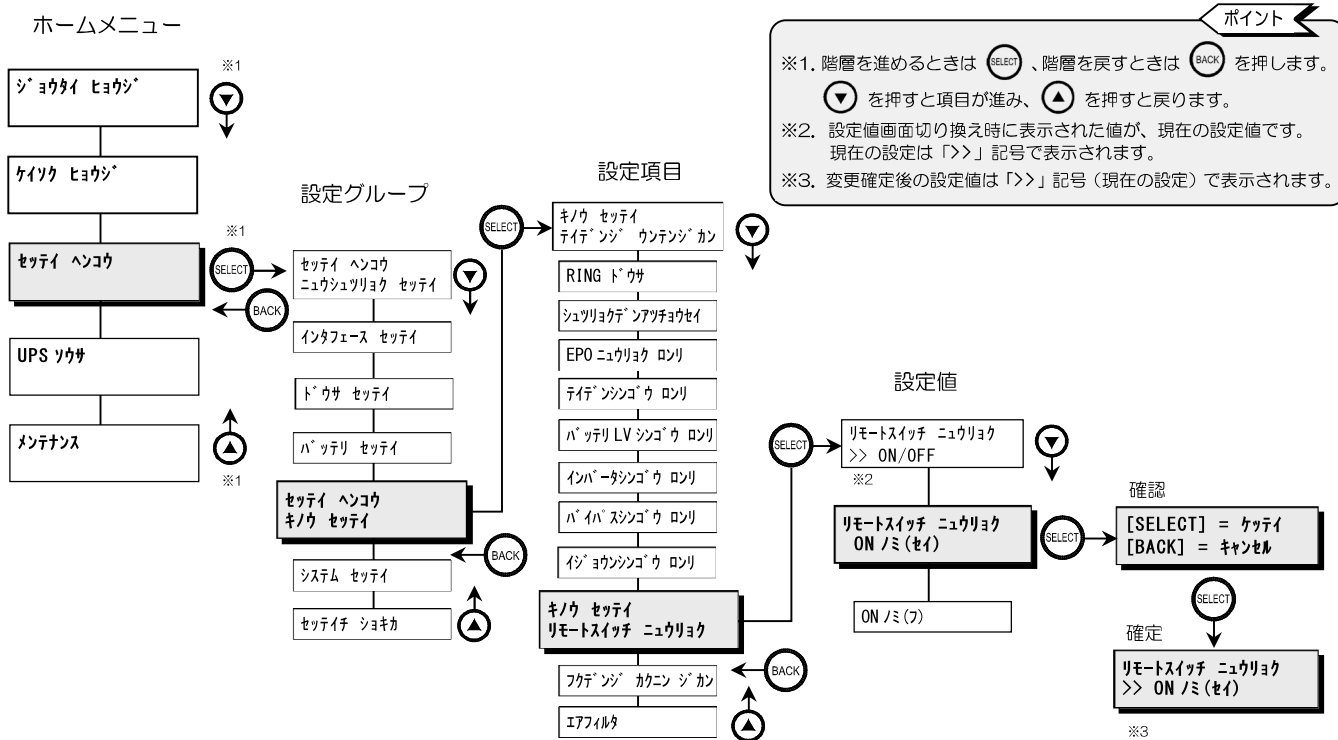 ホームメニュー
ｼﾞｮｳﾀｲ ﾋｮｳｼﾞ
※1
ｹｲｿｸ ﾋｮｳｼﾞ
ｾｯﾃｲ ﾍﾝｺｳ
※1
SELECT
BACK
UPS ｿｳｻ
ﾒﾝﾃﾅﾝｽ
※1
設定グループ
ｾｯﾃｲ ﾍﾝｺｳ
ﾆｭｳｼｭﾂﾘｮｸ ｾｯﾃｲ
ｲﾝﾀﾌｪｰｽ ｾｯﾃｲ
ﾄﾞｳｻ ｾｯﾃｲ
ﾊﾞｯﾃﾘ ｾｯﾃｲ
ｾｯﾃｲ ﾍﾝｺｳ
ｷﾉｳ ｾｯﾃｲ
BACK
ｼｽﾃﾑ ｾｯﾃｲ
ｾｯﾃｲﾁ ｼｮｷｶ
SELECT
設定項目
ｷﾉｳ ｾｯﾃｲ
ﾃｲﾃﾞﾝｼﾞ ｳﾝﾃﾝｼﾞｶﾝ
RING ﾄﾞｳｻ
ｼｭﾂﾘｮｸﾃﾞﾝｱﾂﾁｮｳｾｲ
EPO ﾆｭｳﾘｮｸ ﾛﾝﾘ
ﾃｲﾃﾞﾝｼﾝｺﾞｳ ﾛﾝﾘ
ﾊﾞｯﾃﾘ LV ｼﾝｺﾞｳ ﾛﾝﾘ
ｲﾝﾊﾞｰﾀｼﾝｺﾞｳ ﾛﾝﾘ
ﾊﾞｲﾊﾟｽｼﾝｺﾞｳ ﾛﾝﾘ
ｲｼﾞｮｳﾝｼﾝｺﾞｳ ﾛﾝﾘ
ｷﾉｳ ｾｯﾃｲ
ﾘﾓｰﾄｽｲｯﾁ ﾆｭｳﾘｮｸ
ﾌｸﾃﾞﾝｼﾞ ｶｸﾆﾝ ｼﾞｶﾝ
ｴｱﾌｨﾙﾀ
BACK
SELECT
設定値
ﾘﾓｰﾄｽｲｯﾁ ﾆｭｳﾘｮｸ
>> ON/OFF
※2
ﾘﾓｰﾄｽｲｯﾁ ﾆｭｳﾘｮｸ
ON ﾉﾐ(ｾｲ)
ON ﾉﾐ(ﾌ)
SELECT
確認
[SELECT] = ｹｯﾃｲ
[BACK] = ｷｬﾝｾﾙ
SELECT
確定
ﾘﾓｰﾄｽｲｯﾁ ﾆｭｳﾘｮｸ
>> ON ﾉﾐ(ｾｲ)
※3
ポイント
※1. 階層を進めるときは SELECT 、階層を戻すときは BACK を押します。
▼ を押すと項目が進み、 ▲ を押すと戻ります。
※2. 設定値画面切り換え時に表示された値が、現在の設定値です。
現在の設定は「>>」記号で表示されます。
※3. 変更確定後の設定値は「>>」記号（現在の設定）で表示されます。